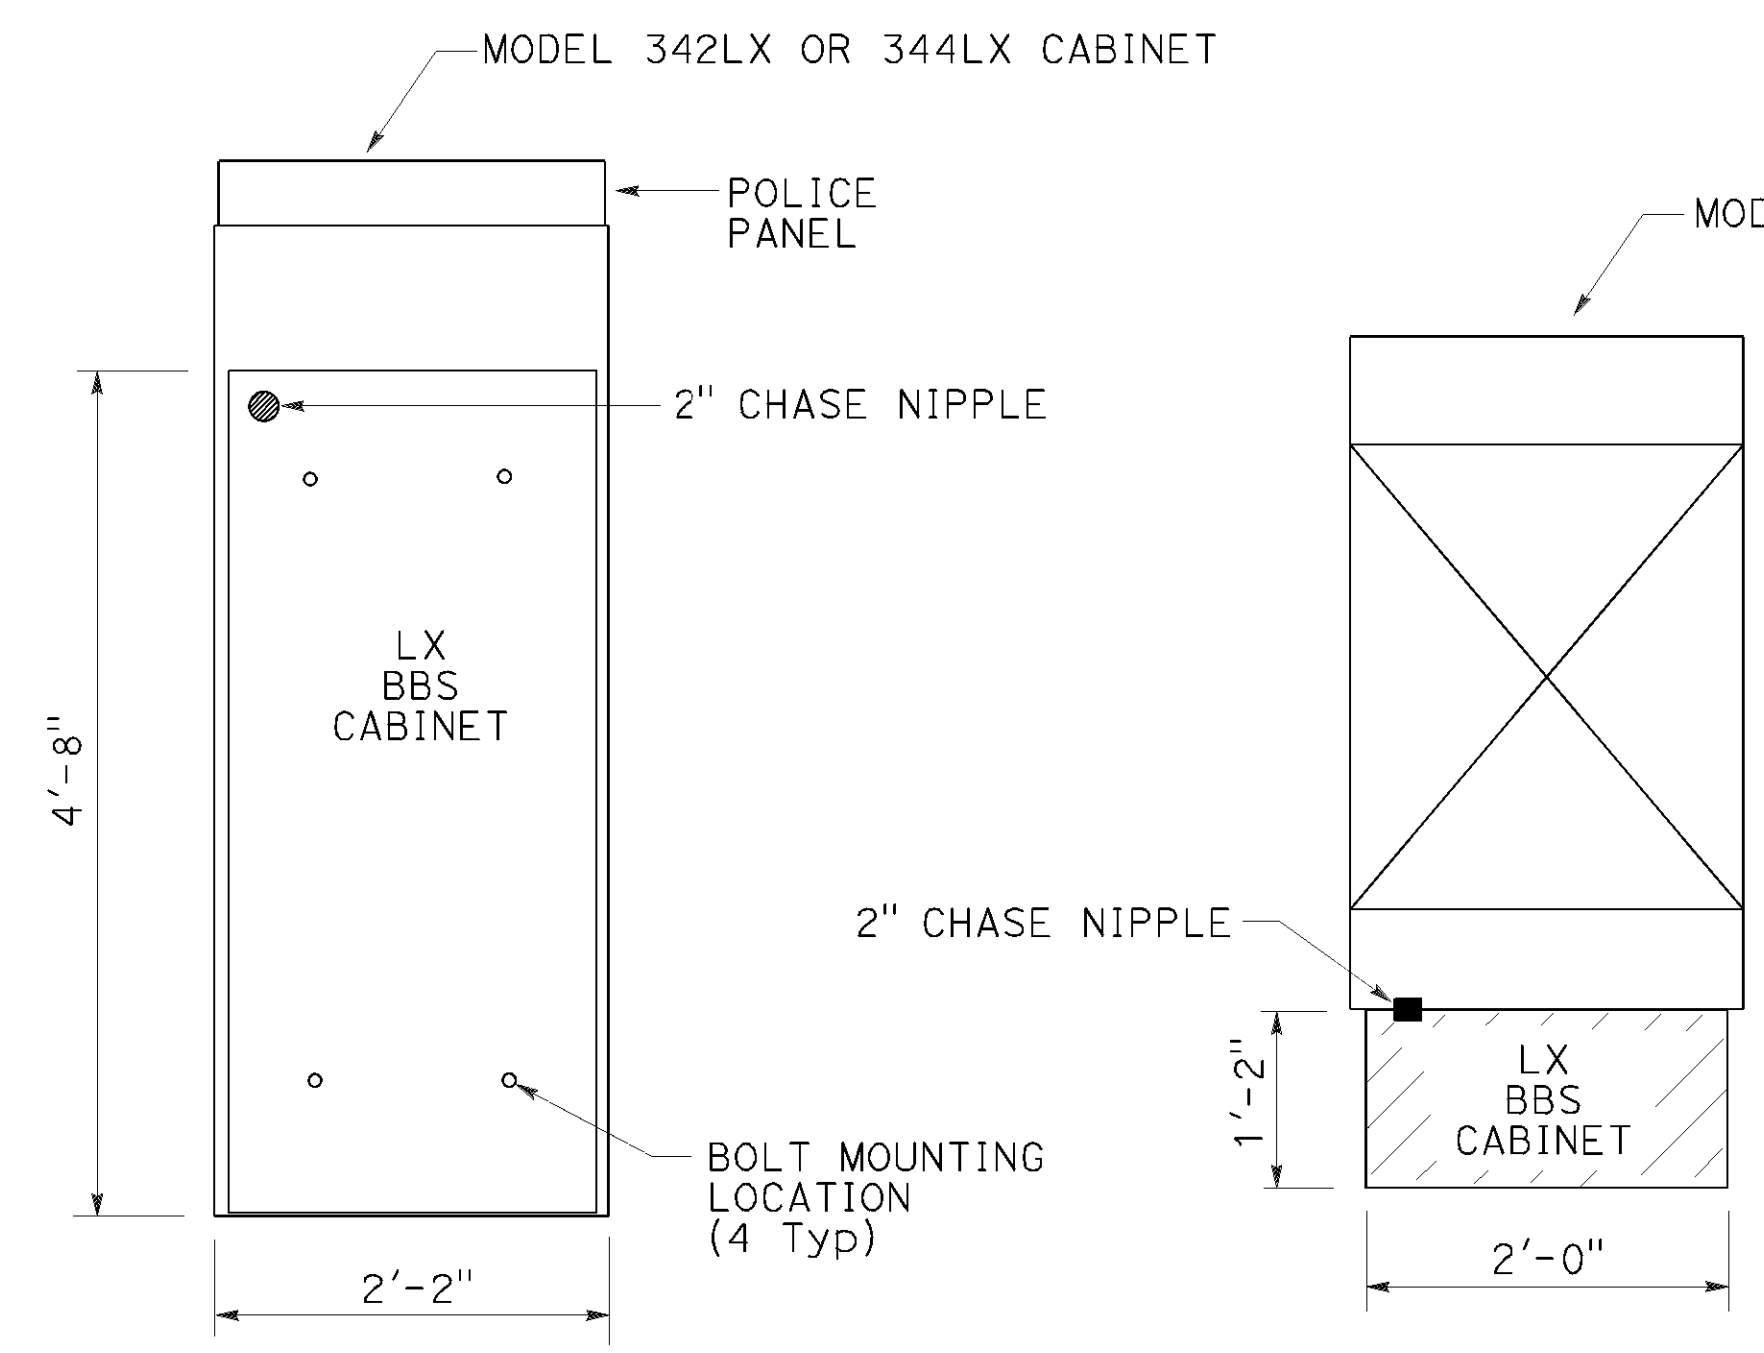 MODEL 342LX OR 344LX CABINET
POLICE
PANEL
2" CHASE NIPPLE
LX
BBS
CABINET
4'-8"
BOLT MOUNTING
LOCATION
(4 Typ)
2'-2"
MOD
2" CHASE NIPPLE
LX
BBS
CABINET
1'-2"
2'-0"